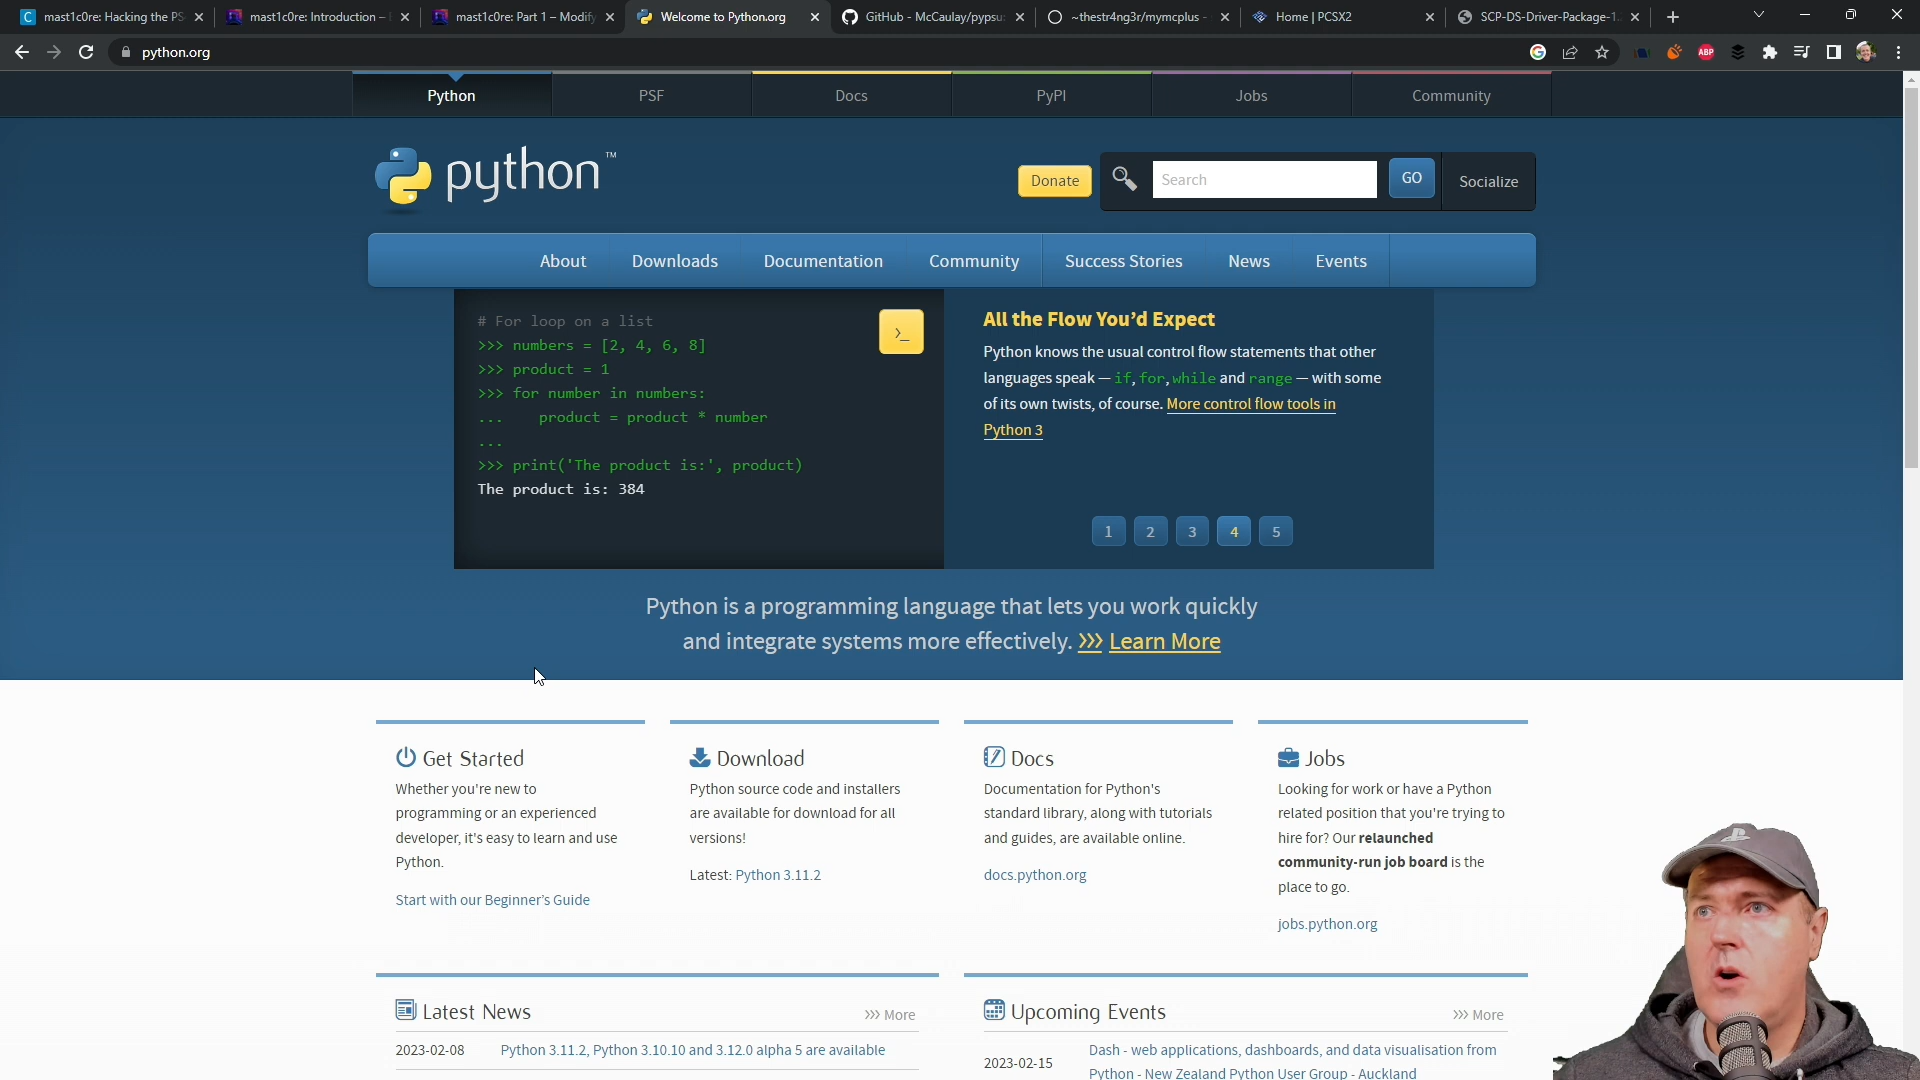 mast1c0re: Hacking the PS
mast1c0re: Introduction –
mast1c0re: Part 1 – Modify
Welcome to Python.org
GitHub - McCaulay/pypsu:
~thestr4ng3r/mymcplus -
Home | PCSX2
SCP-DS-Driver-Package-1.
python.org
ABP
Python
PSF
Docs
PyPI
Jobs
Community
python™
Donate
Search
GO
Socialize
About
Downloads
Documentation
Community
Success Stories
News
Events
# For loop on a list
>>> numbers = [2, 4, 6, 8]
>>> product = 1
>>> for number in numbers:
...    product = product * number
...
>>> print('The product is:', product)
The product is: 384
>_
All the Flow You’d Expect
Python knows the usual control flow statements that other
languages speak — if, for, while and range — with some
of its own twists, of course. More control flow tools in
Python 3
1
2
3
4
5
Python is a programming language that lets you work quickly
and integrate systems more effectively. >>> Learn More
Get Started
Whether you're new to
programming or an experienced
developer, it's easy to learn and use
Python.
Start with our Beginner’s Guide
Download
Python source code and installers
are available for download for all
versions!
Latest: Python 3.11.2
Docs
Documentation for Python's
standard library, along with tutorials
and guides, are available online.
docs.python.org
Jobs
Looking for work or have a Python
related position that you're trying to
hire for? Our relaunched
community-run job board is the
place to go.
jobs.python.org
Latest News
>>> More
2023-02-08
Python 3.11.2, Python 3.10.10 and 3.12.0 alpha 5 are available
Upcoming Events
>>> More
2023-02-15
Dash - web applications, dashboards, and data visualisation from
Python - New Zealand Python User Group - Auckland